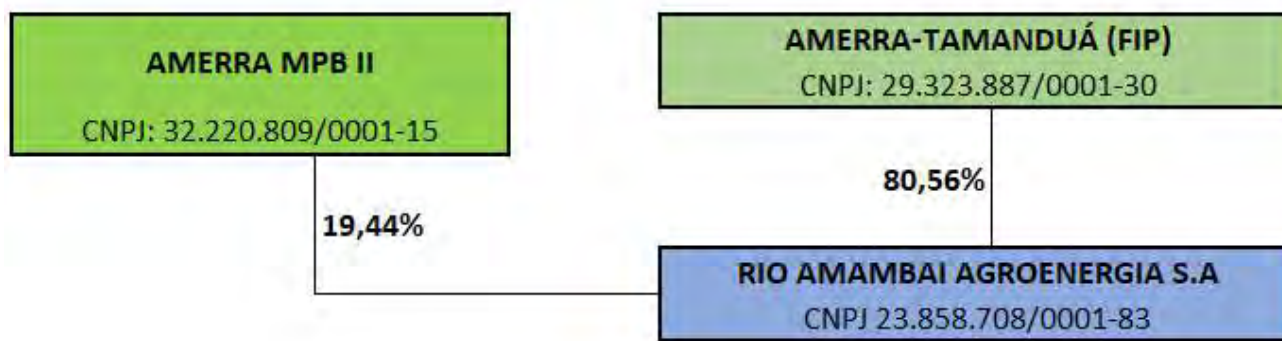 AMERRA MPB II
CNPJ: 32.220.809/0001-15
AMERRA-TAMANDUÁ (FIP)
CNPJ: 29.323.887/0001-30
19,44%
80,56%
RIO AMAMBAI AGROENERGIA S.A
CNPJ 23.858.708/0001-83